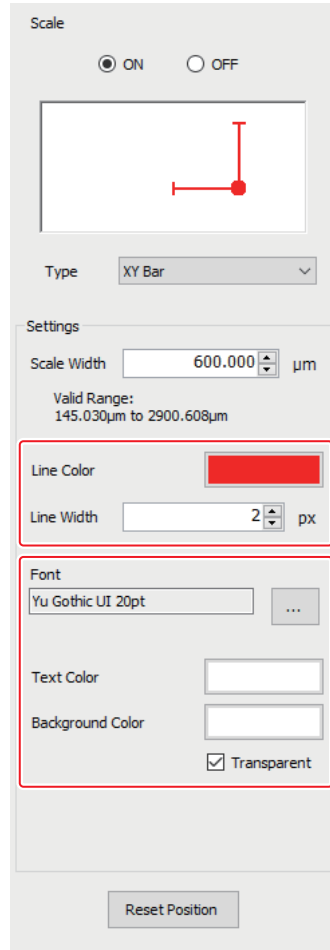 Scale
ON OFF
Type XY Bar
Settings
Scale Width 600.000 µm
Valid Range:
145.030µm to 2900.608µm
Line Color
Line Width 2 px
Font
Yu Gothic UI 20pt ...
Text Color
Background Color
Transparent
Reset Position